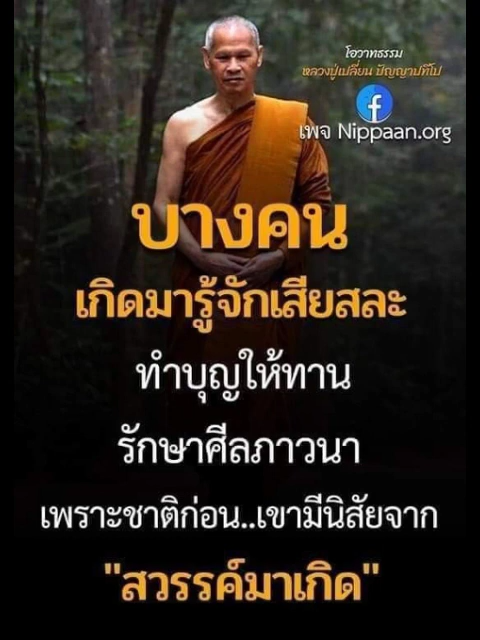 โอวาทธรรม
หลวงปู่เปลี่ยน ปัญญาปทีโป
เพจ Nippaan.org
บางคน
เกิดมารู้จักเสียสละ
ทำบุญให้ทาน
รักษาศีลภาวนา
เพราะชาติก่อน..เขามีนิสัยจาก
"สวรรค์มาเกิด"